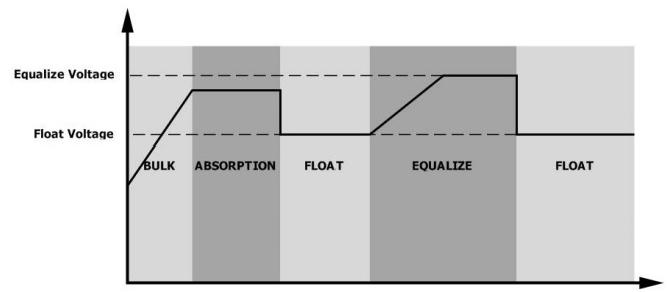 Equalize Voltage
Float Voltage
BULK ABSORPTION FLOAT EQUALIZE FLOAT